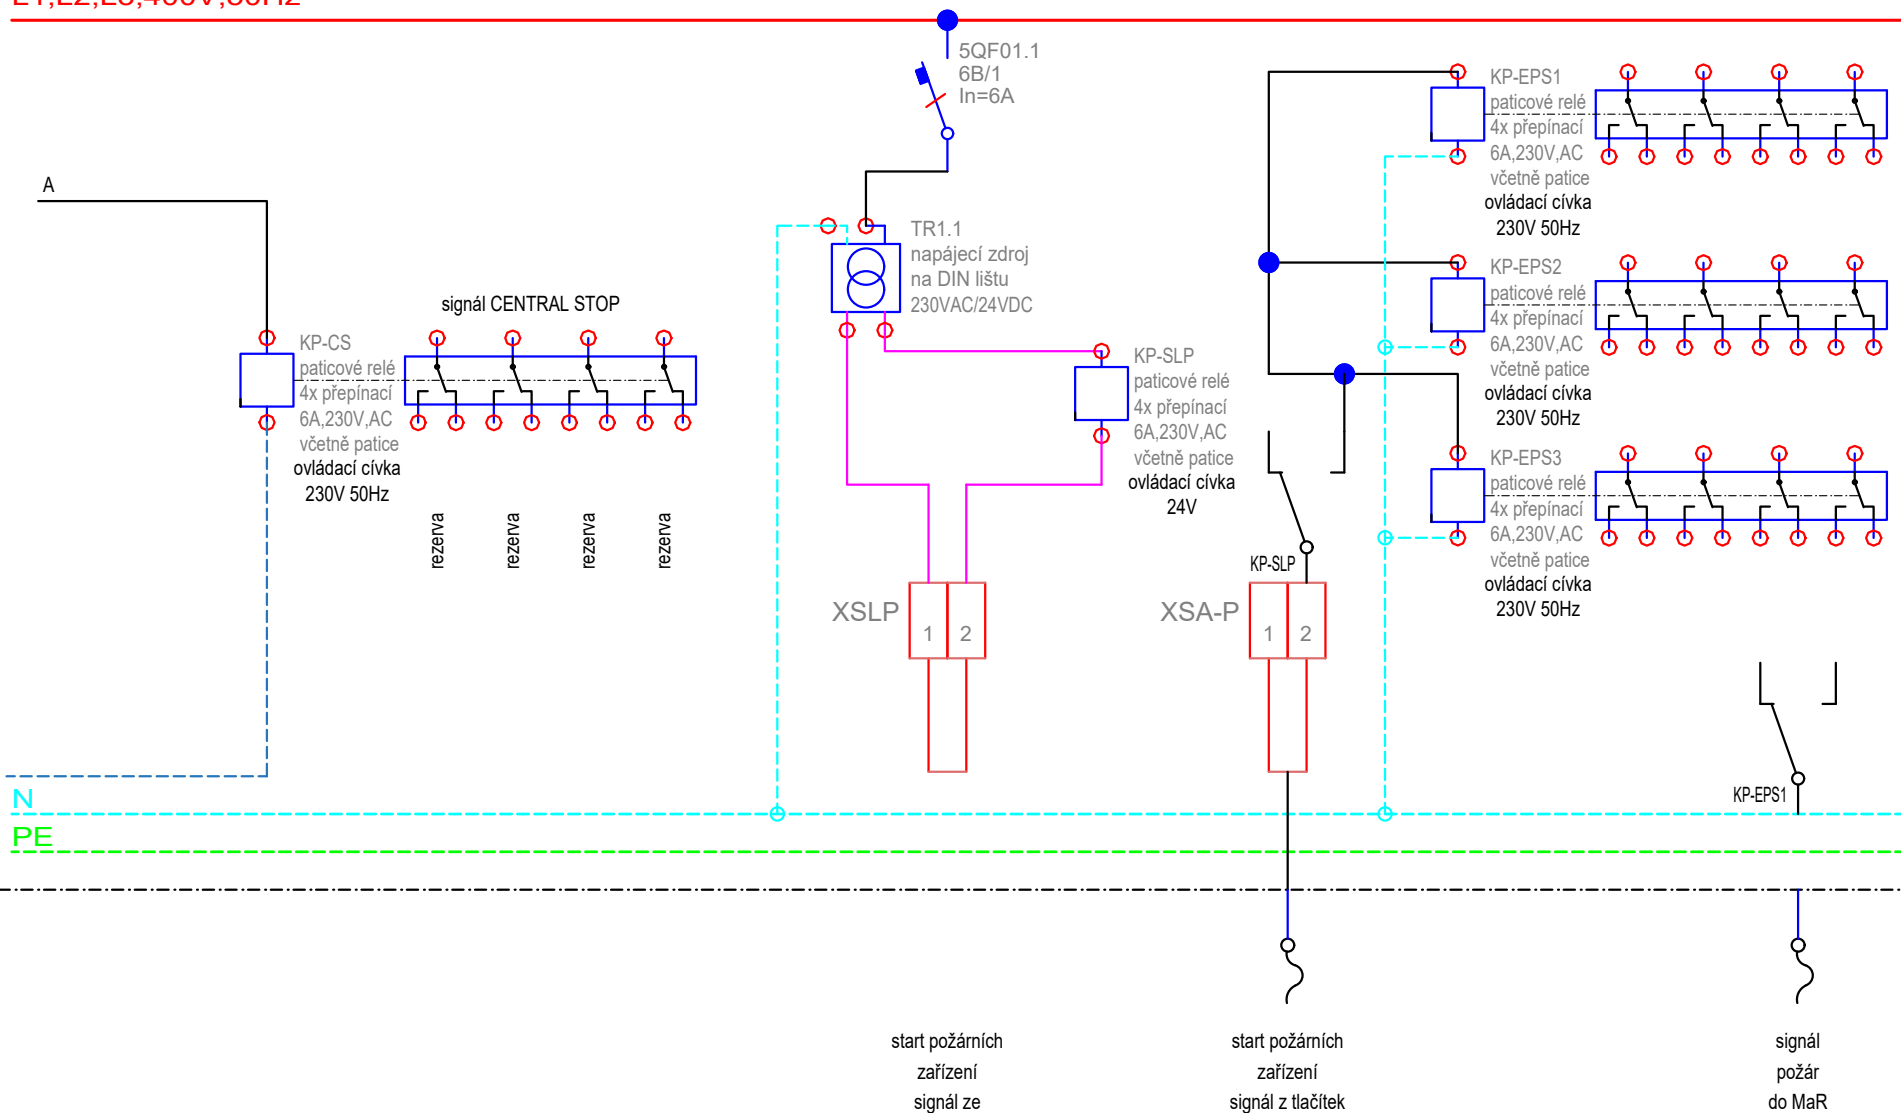 L1,L2,L3,400V,50Hz
5QF01.1
6B/1
In=6A
KP-EPS1
paticové relé
4x přepínací
6A,230V,AC
včetně patice
ovládací cívka
230V 50Hz
A
TR1.1
napájecí zdroj
na DIN lištu
230VAC/24VDC
KP-EPS2
paticové relé
4x přepínací
6A,230V,AC
včetně patice
ovládací cívka
230V 50Hz
signál CENTRAL STOP
KP-CS
paticové relé
4x přepínací
6A,230V,AC
včetně patice
ovládací cívka
230V 50Hz
rezerva
rezerva
rezerva
rezerva
KP-SLP
paticové relé
4x přepínací
6A,230V,AC
včetně patice
ovládací cívka
24V
KP-EPS3
paticové relé
4x přepínací
6A,230V,AC
včetně patice
ovládací cívka
230V 50Hz
KP-SLP
XSLP
1 2
XSA-P
1 2
KP-EPS1
N
PE
start požárních
zařízení
signál ze
start požárních
zařízení
signál z tlačítek
signál
požár
do MaR